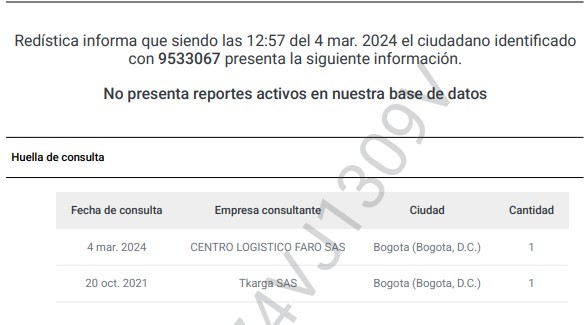 Redística informa que siendo las 12:57 del 4 mar. 2024 el ciudadano identificado
con 9533067 presenta la siguiente información.
No presenta reportes activos en nuestra base de datos
Huella de consulta
Fecha de consulta Empresa consultante Ciudad Cantidad
4 mar. 2024 CENTRO LOGISTICO FARO SAS Bogota (Bogota, D.C.) 1
20 oct. 2021 Tkarga SAS Bogota (Bogota, D.C.) 1
4VJ1309V